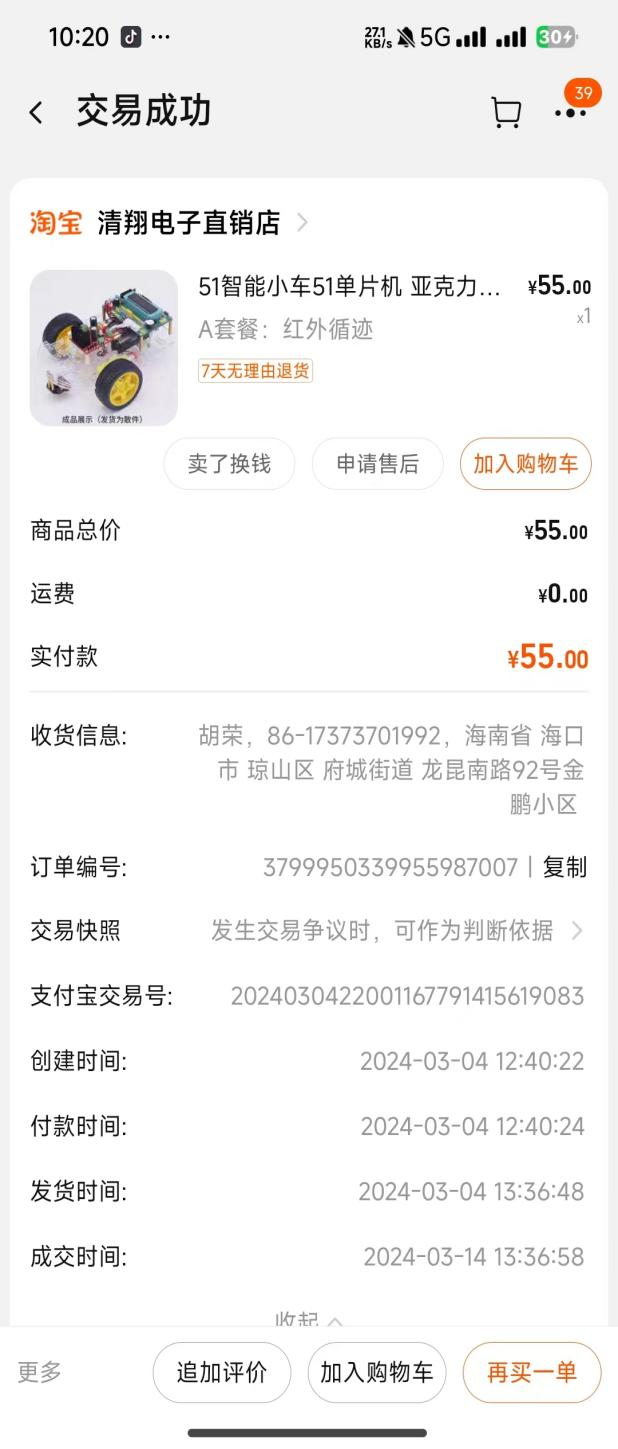 10:20 ···
27.1 KB/s 5G 30
交易成功
39
淘宝 清翔电子直销店
51智能小车51单片机 亚克力... ¥55.00
A套餐：红外循迹 x1
7天无理由退货
成品展示（发货为散件）
卖了换钱 申请售后 加入购物车
商品总价 ¥55.00
运费 ¥0.00
实付款 ¥55.00
收货信息: 胡荣，86-17373701992，海南省 海口
市 琼山区 府城街道 龙昆南路92号金
鹏小区
订单编号: 3799950339955987007 | 复制
交易快照 发生交易争议时，可作为判断依据
支付宝交易号: 2024030422001167791415619083
创建时间: 2024-03-04 12:40:22
付款时间: 2024-03-04 12:40:24
发货时间: 2024-03-04 13:36:48
成交时间: 2024-03-14 13:36:58
收起
更多 追加评价 加入购物车 再买一单